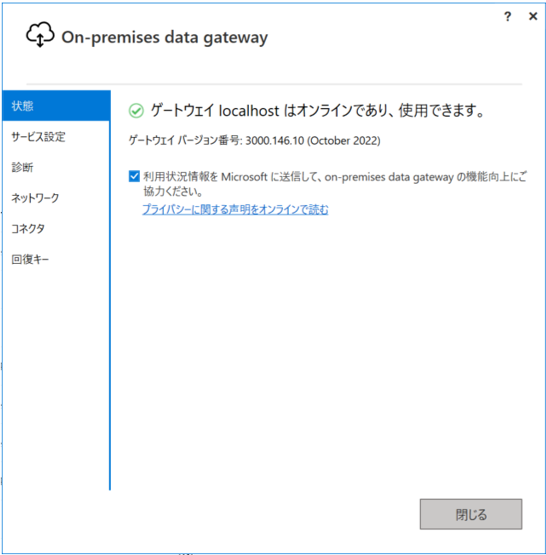 ? ×
On-premises data gateway
状態
サービス設定
診断
ネットワーク
コネクタ
回復キー
ゲートウェイ localhost はオンラインであり、使用できます。
ゲートウェイ バージョン番号: 3000.146.10 (October 2022)
利用状況情報を Microsoft に送信して、on-premises data gateway の機能向上にご
協力ください。
プライバシーに関する声明をオンラインで読む
閉じる